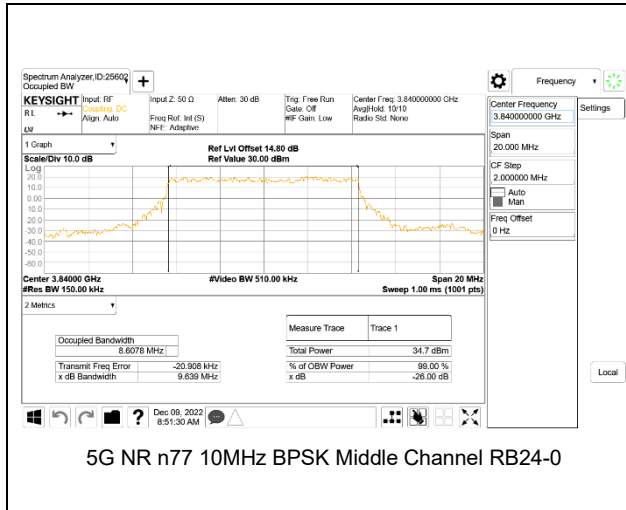 Spectrum Analyzer,ID:25602
Occupied BW
Frequency
KEYSIGHT Input: RF Input Z: 50 Ω Atten: 30 dB Trig: Free Run Center Freq: 3.840000000 GHz
RL Coupling: DC Gate: Off Avg|Hold: 10/10
Align: Auto Freq Ref: Int (S) #IF Gain: Low Radio Std: None
NFE: Adaptive
Center Frequency
3.840000000 GHz
Settings
Span
20.000 MHz
CF Step
2.000000 MHz
Auto
Man
Freq Offset
0 Hz
1 Graph
Ref Lvl Offset 14.80 dB
Scale/Div 10.0 dB Ref Value 30.00 dBm
Log
20.0
10.0
0.00
-10.0
-20.0
-30.0
-40.0
-50.0
-60.0
Center 3.84000 GHz #Video BW 510.00 kHz Span 20 MHz
#Res BW 150.00 kHz Sweep 1.00 ms (1001 pts)
2 Metrics
Measure Trace Trace 1
Occupied Bandwidth
8.6078 MHz Total Power 34.7 dBm
Transmit Freq Error -20.908 kHz % of OBW Power 99.00 %
x dB Bandwidth 9.639 MHz x dB -26.00 dB
Local
Dec 09, 2022
8:51:30 AM
5G NR n77 10MHz BPSK Middle Channel RB24-0